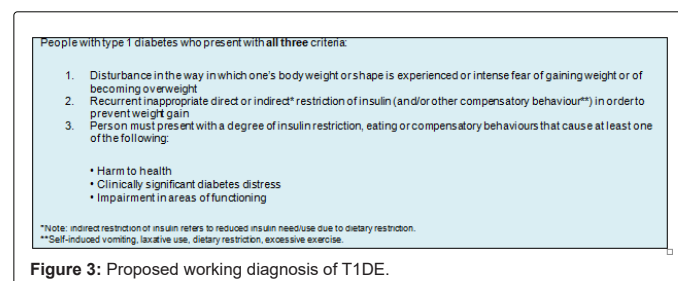 People with type 1 diabetes who present with all three criteria:
1. Disturbance in the way in which one's body weight or shape is experienced or intense fear of gaining weight or of
becoming overweight
2. Recurrent inappropriate direct or indirect* restriction of insulin (and/or other compensatory behaviour**) in order to
prevent weight gain
3. Person must present with a degree of insulin restriction, eating or compensatory behaviours that cause at least one
of the following:
• Harm to health
• Clinically significant diabetes distress
• Impairment in areas of functioning
*Note: indirect restriction of insulin refers to reduced insulin need/use due to dietary restriction.
**Self-induced vomiting, laxative use, dietary restriction, excessive exercise.
Figure 3: Proposed working diagnosis of T1DE.